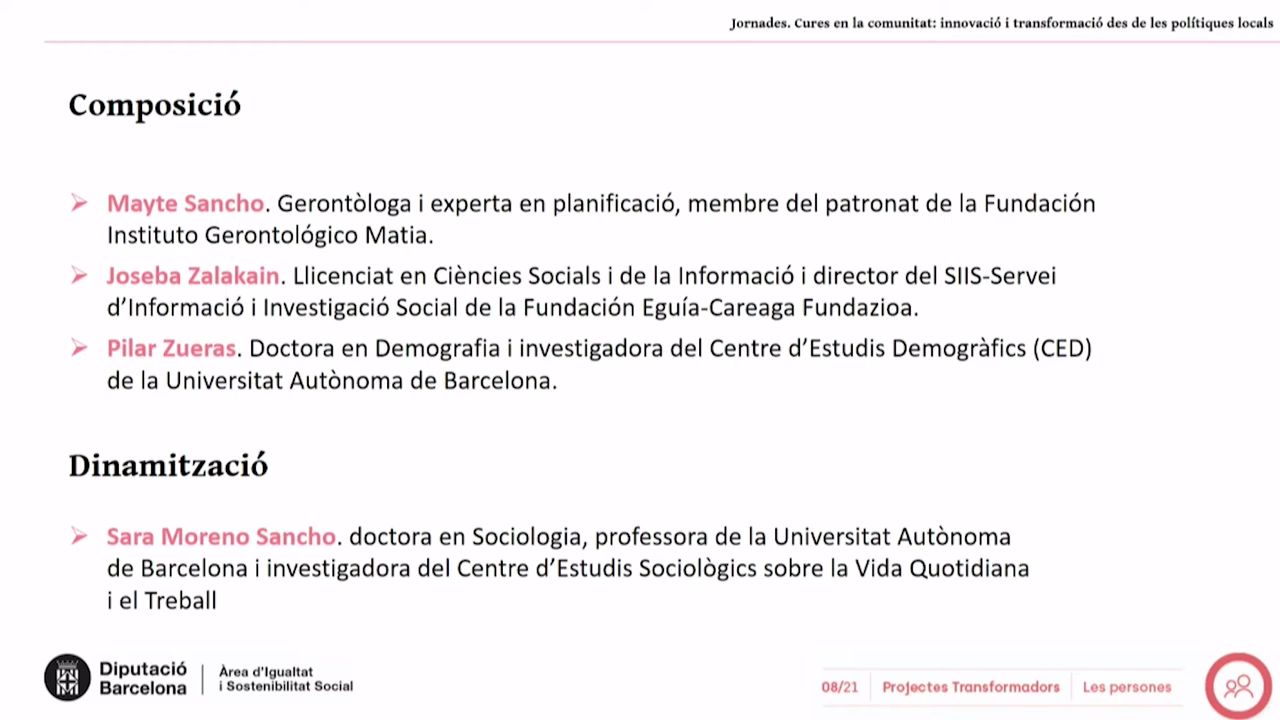 Jornades. Cures en la comunitat: innovació i transformació des de les polítiques locals
Composició
Mayte Sancho. Gerontòloga i experta en planificació, membre del patronat de la Fundación
Instituto Gerontológico Matia.
Joseba Zalakain. Llicenciat en Ciències Socials i de la Informació i director del SIIS-Servei
d’Informació i Investigació Social de la Fundación Eguía-Careaga Fundazioa.
Pilar Zueras. Doctora en Demografia i investigadora del Centre d’Estudis Demogràfics (CED)
de la Universitat Autònoma de Barcelona.
Dinamització
Sara Moreno Sancho. doctora en Sociologia, professora de la Universitat Autònoma
de Barcelona i investigadora del Centre d’Estudis Sociològics sobre la Vida Quotidiana
i el Treball
Diputació
Barcelona
Àrea d’Igualtat
i Sostenibilitat Social
08/21
Projectes Transformadors
Les persones